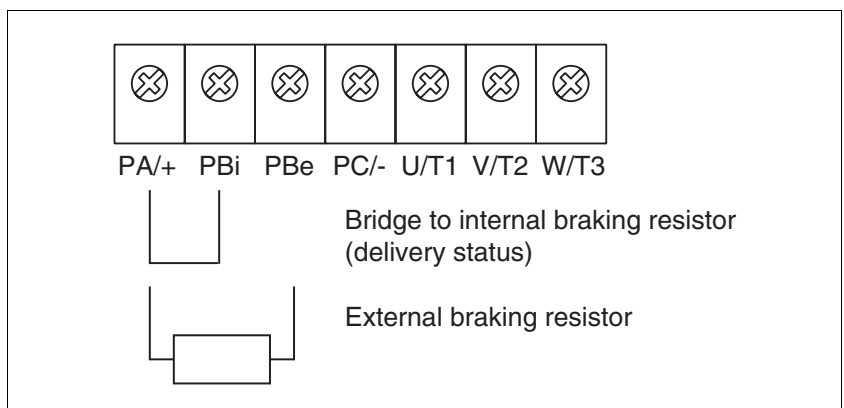 PA/+ PBi PBe PC/- U/T1 V/T2 W/T3
Bridge to internal braking resistor
(delivery status)
External braking resistor